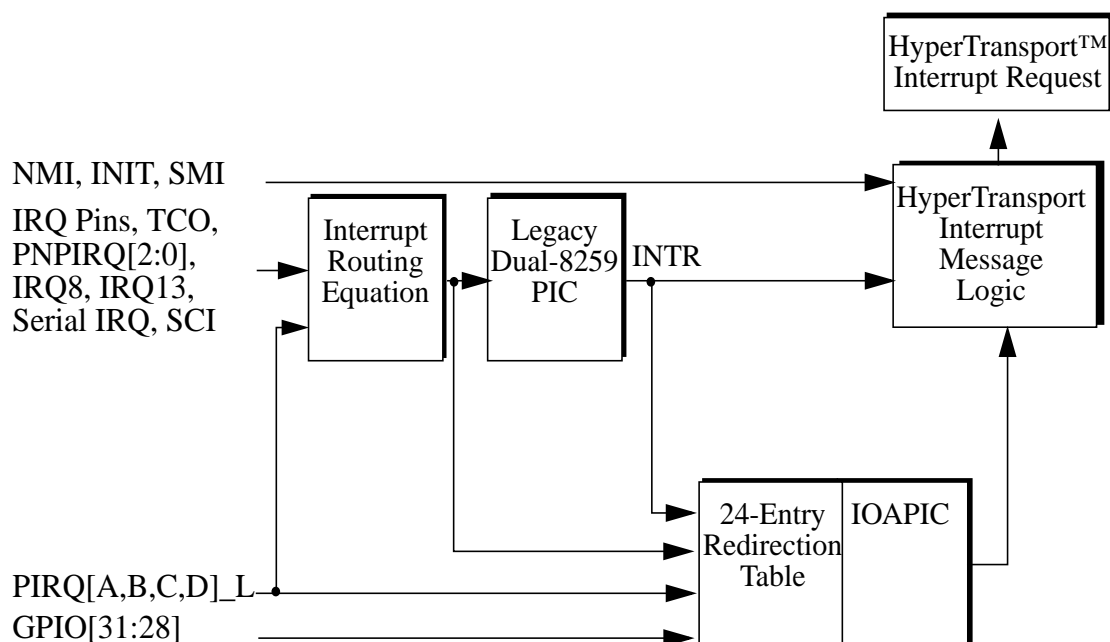 HyperTransport™
Interrupt Request
NMI, INIT, SMI
IRQ Pins, TCO,
PNPIRQ[2:0],
IRQ8, IRQ13,
Serial IRQ, SCI
Interrupt
Routing
Equation
Legacy
Dual-8259
PIC
INTR
HyperTransport
Interrupt
Message
Logic
24-Entry
Redirection
Table
IOAPIC
PIRQ[A,B,C,D]_L
GPIO[31:28]